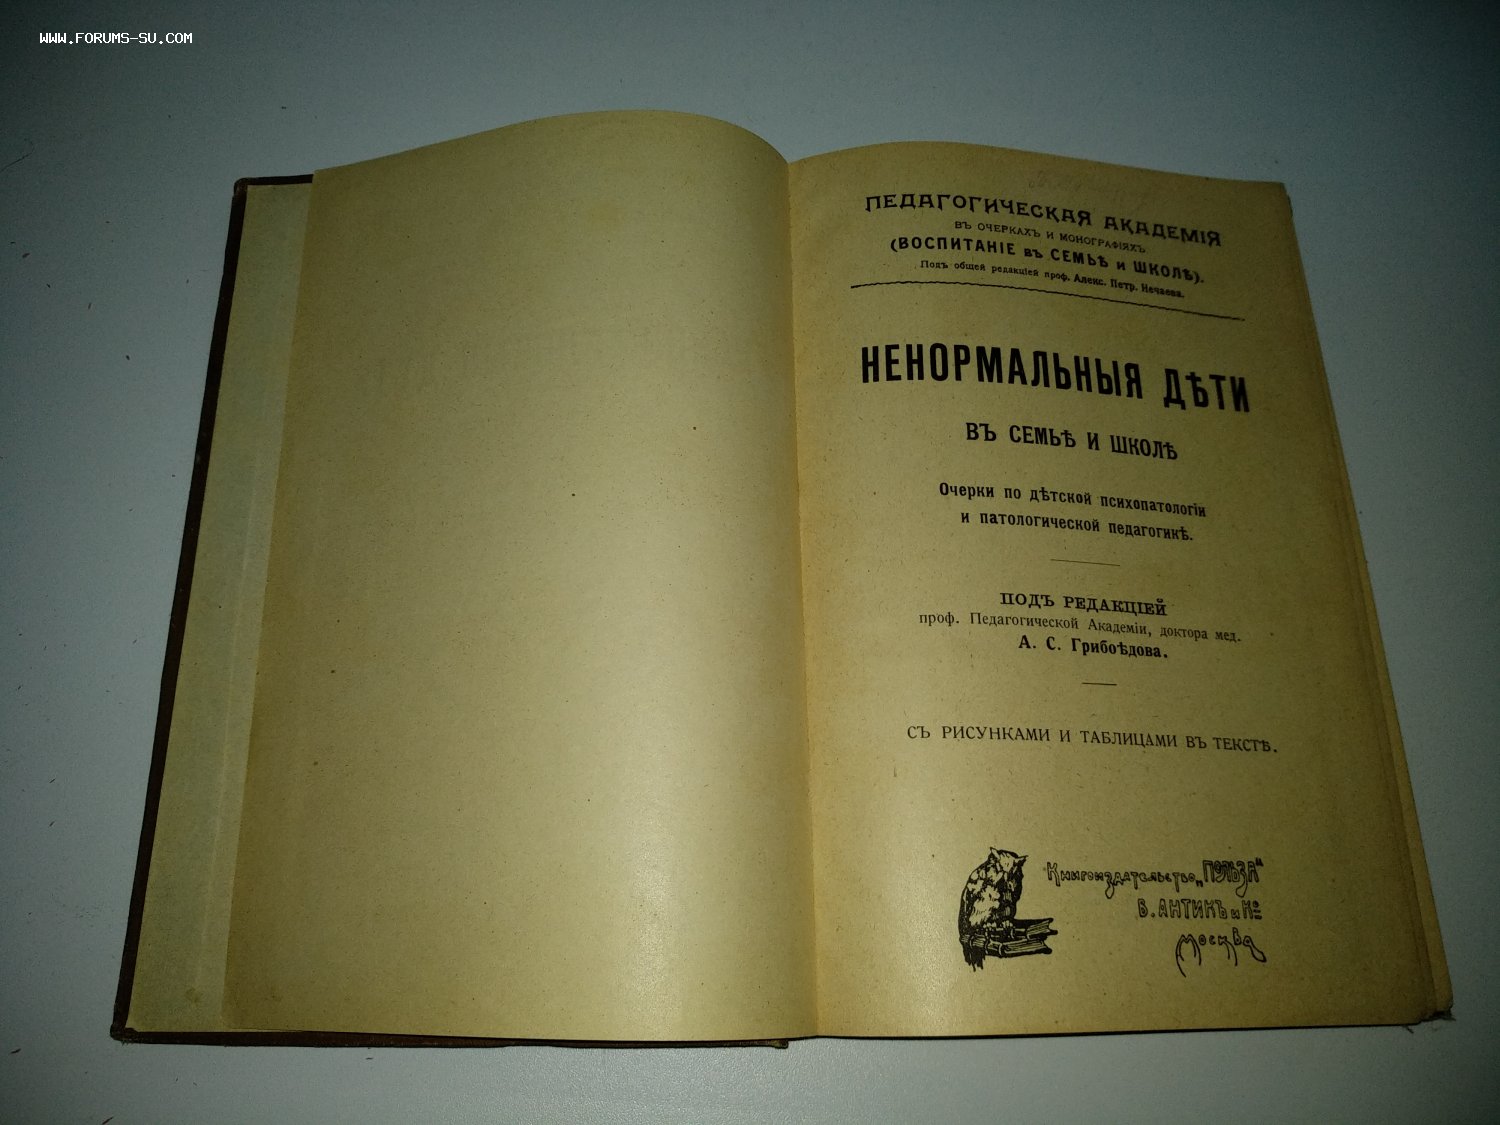 WWW.FORUMS-SU.COM
ПЕДАГОГИЧЕСКАЯ АКАДЕМІЯ
ВЪ ОЧЕРКАХЪ И МОНОГРАФІЯХЪ
(ВОСПИТАНІЕ въ СЕМЬѢ и ШКОЛѢ).
Подъ общей редакціей проф. Алекс. Петр. Нечаева.
НЕНОРМАЛЬНЫЯ ДѢТИ
ВЪ СЕМЬѢ И ШКОЛѢ
Очерки по дѣтской психопатологіи
и патологической педагогикѣ.
ПОДЪ РЕДАКЦІЕЙ
проф. Педагогической Академіи, доктора мед.
А. С. Грибоѣдова.
СЪ РИСУНКАМИ И ТАБЛИЦАМИ ВЪ ТЕКСТѢ.
Книгоиздательство „ПОЛЬЗА"
В. АНТИКЪ и Ко
Москва